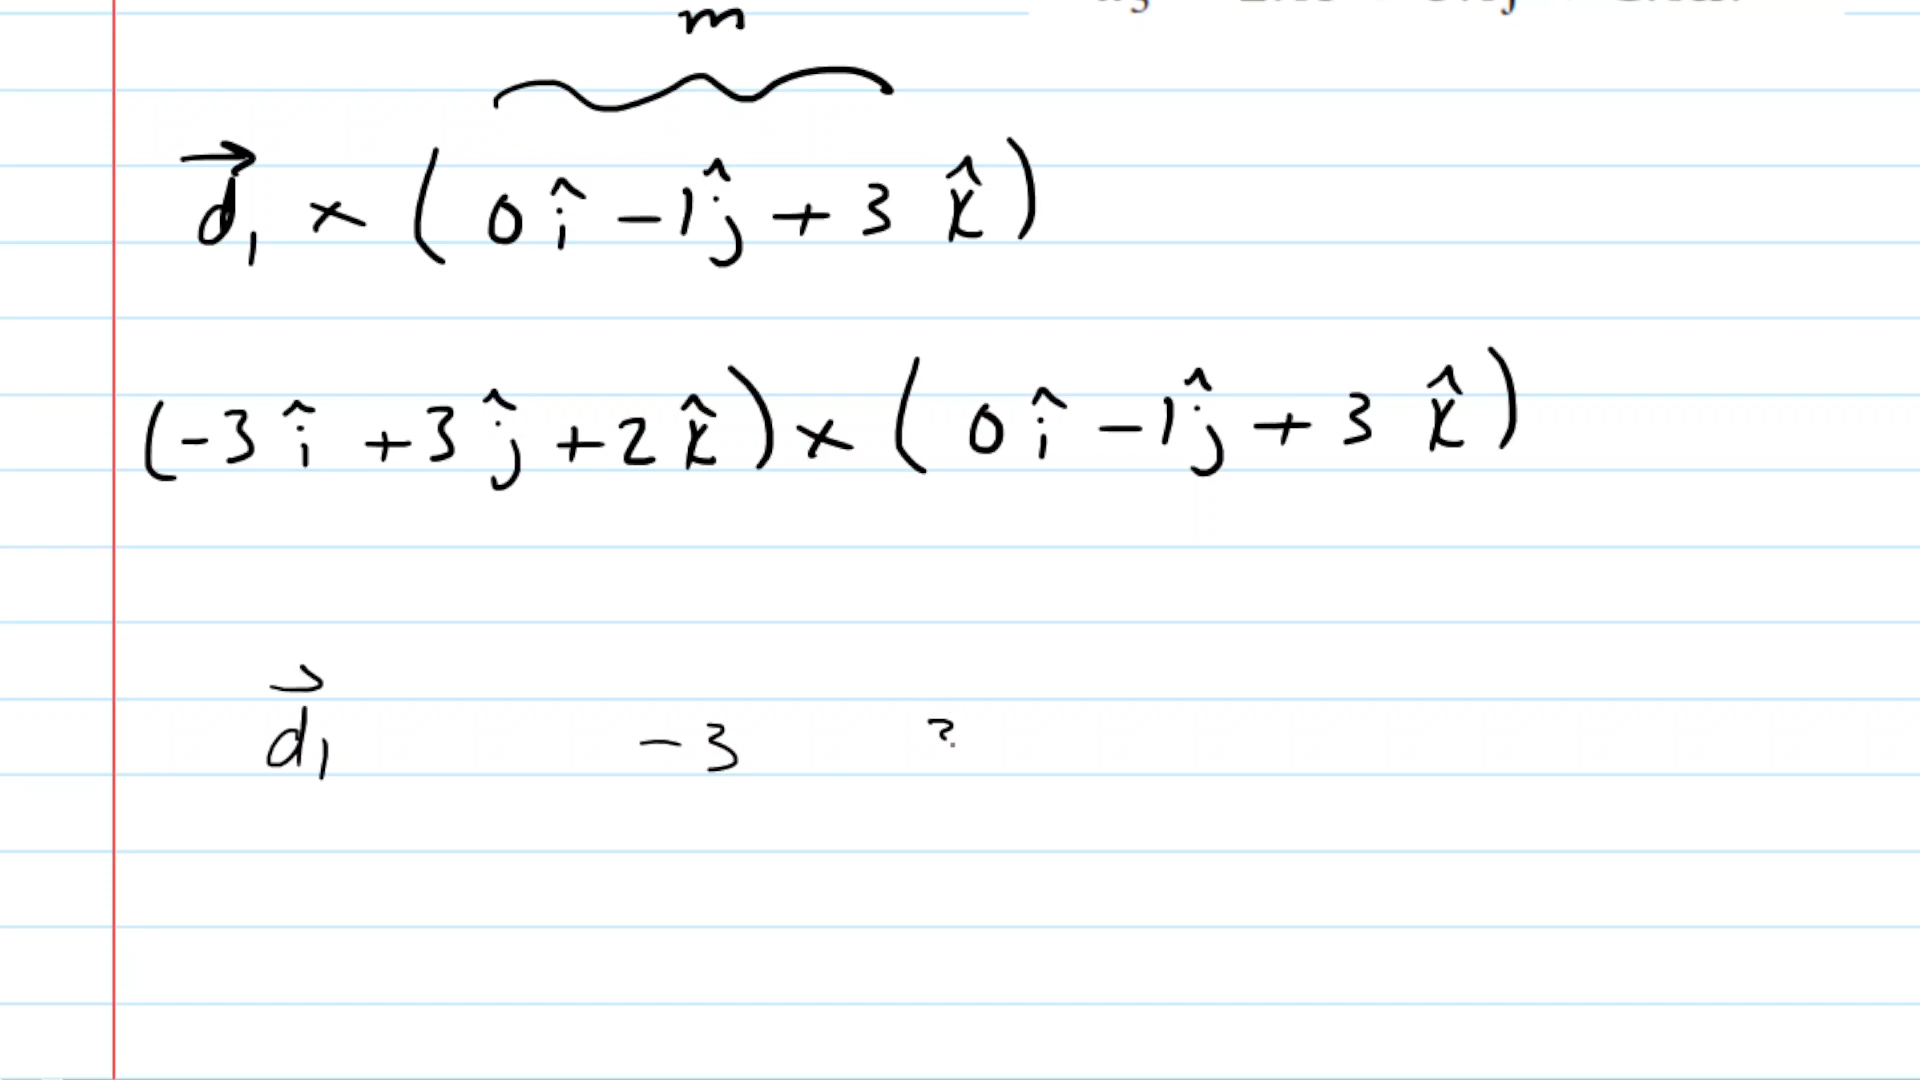 m
d⃗₁ × ( 0 î − 1 ĵ + 3 k̂ )
( −3 î + 3 ĵ + 2 k̂ ) × ( 0 î − 1 ĵ + 3 k̂ )
d⃗₁ −3